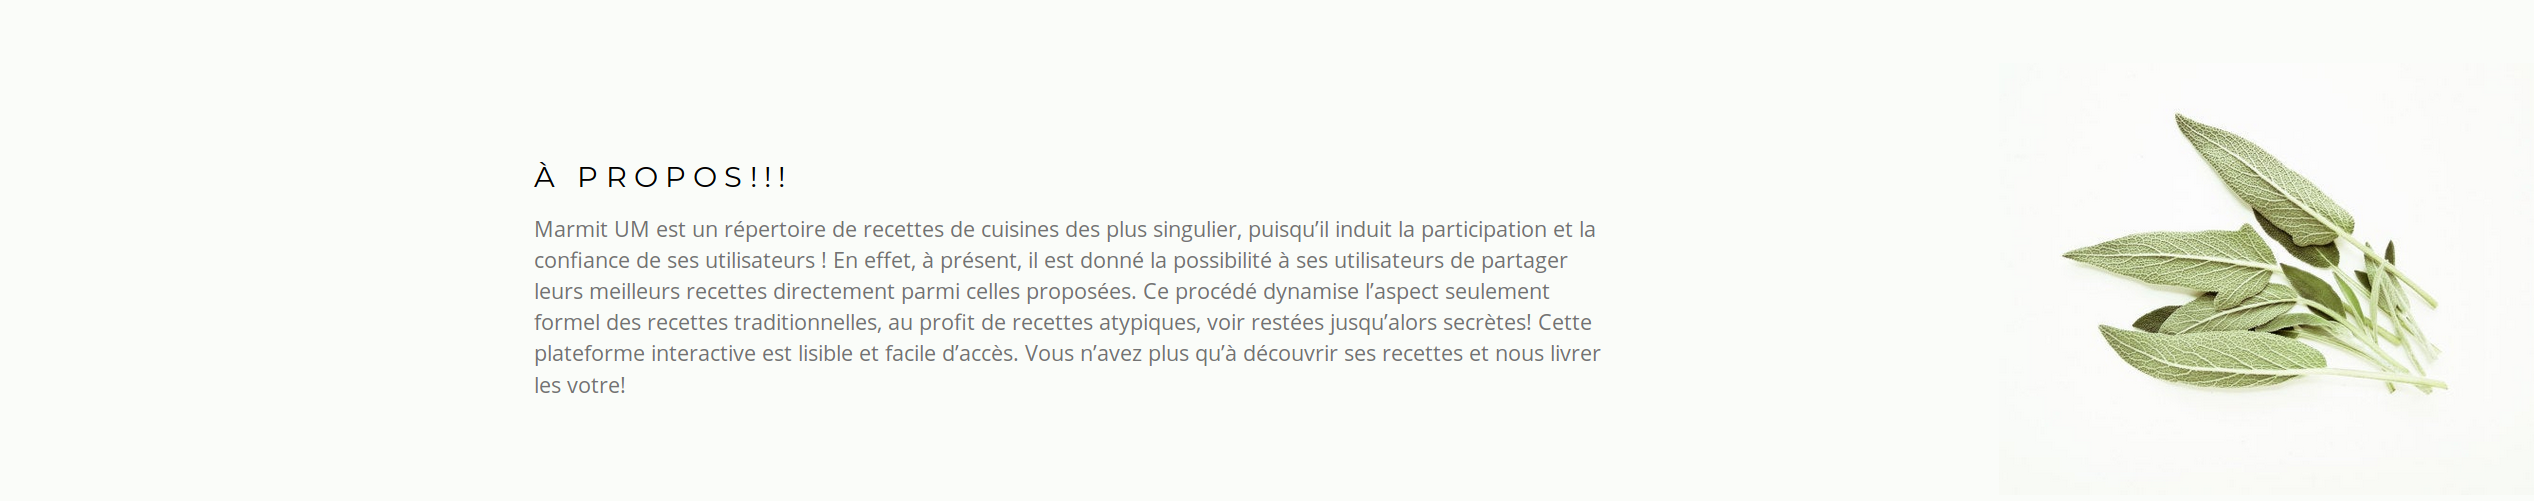 À PROPOS!!!
Marmit UM est un répertoire de recettes de cuisines des plus singulier, puisqu’il induit la participation et la
confiance de ses utilisateurs ! En effet, à présent, il est donné la possibilité à ses utilisateurs de partager
leurs meilleurs recettes directement parmi celles proposées. Ce procédé dynamise l’aspect seulement
formel des recettes traditionnelles, au profit de recettes atypiques, voir restées jusqu’alors secrètes! Cette
plateforme interactive est lisible et facile d’accès. Vous n’avez plus qu’à découvrir ses recettes et nous livrer
les votre!